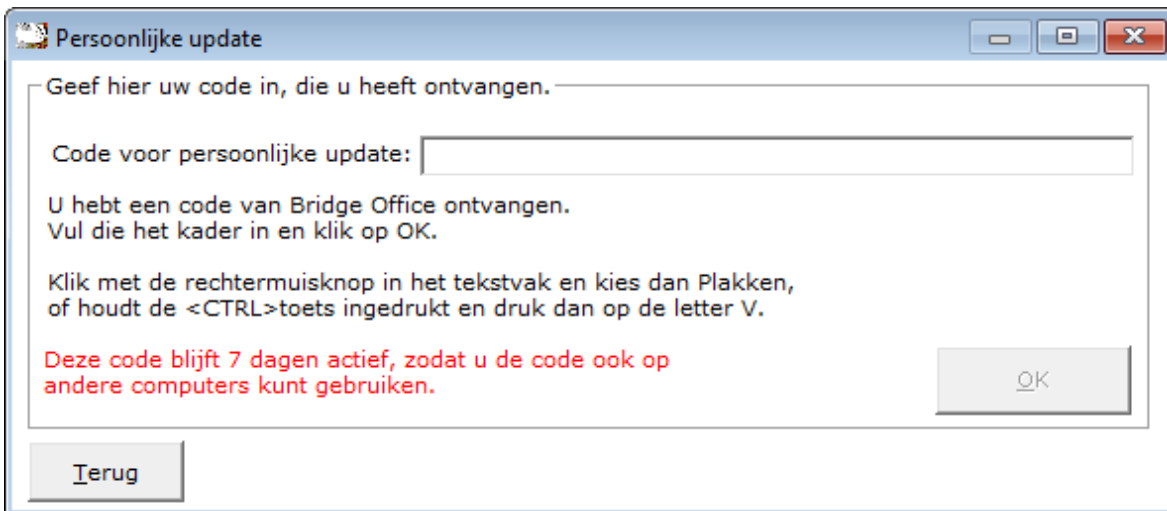 Persoonlijke update
Geef hier uw code in, die u heeft ontvangen.
Code voor persoonlijke update:
U hebt een code van Bridge Office ontvangen.
Vul die het kader in en klik op OK.
Klik met de rechtermuisknop in het tekstvak en kies dan Plakken,
of houdt de <CTRL>toets ingedrukt en druk dan op de letter V.
Deze code blijft 7 dagen actief, zodat u de code ook op
andere computers kunt gebruiken.
OK
Terug